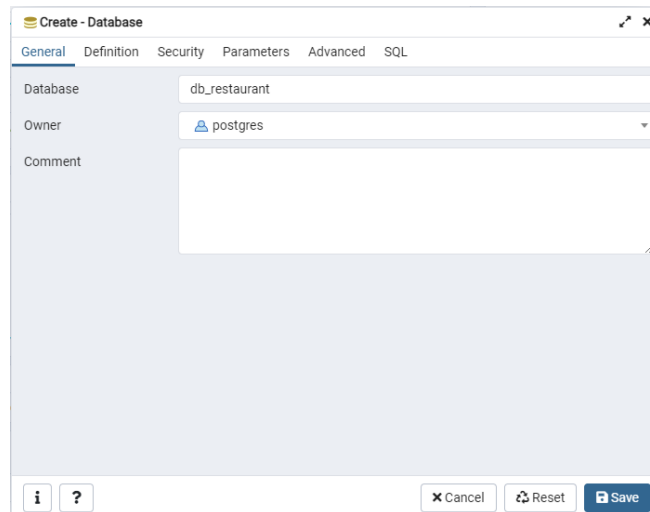 Create - Database
General Definition Security Parameters Advanced SQL
Database db_restaurant
Owner postgres
Comment
i ? Cancel Reset Save